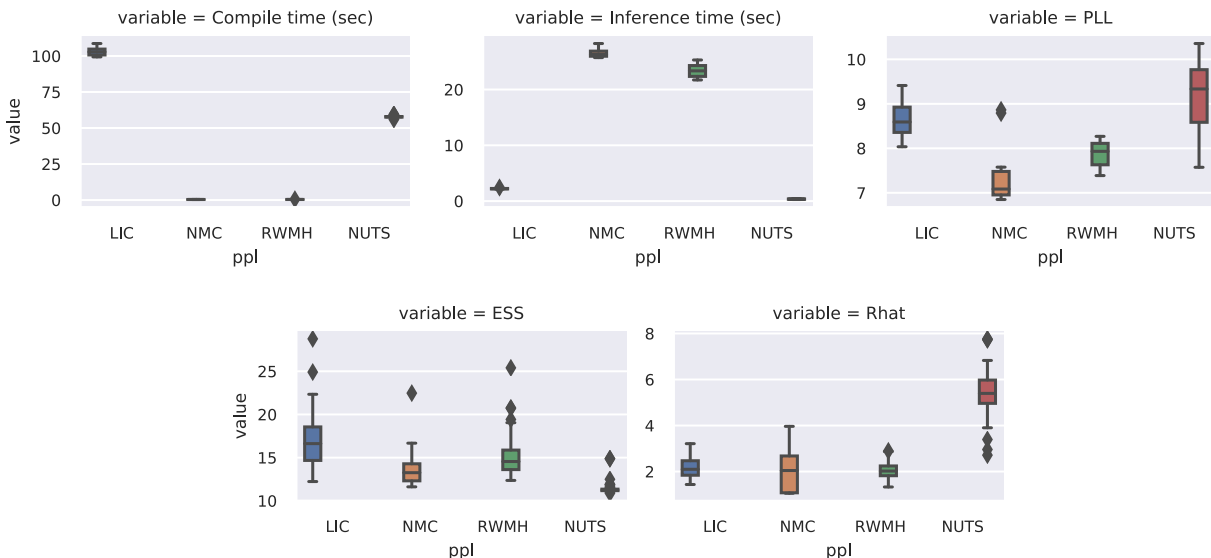 variable = Compile time (sec)
100
75
50
25
0
value
LIC NMC RWMH NUTS
ppl
variable = Inference time (sec)
20
10
0
LIC NMC RWMH NUTS
ppl
variable = PLL
10
9
8
7
LIC NMC RWMH NUTS
ppl
variable = ESS
25
20
15
10
value
LIC NMC RWMH NUTS
ppl
variable = Rhat
8
6
4
2
LIC NMC RWMH NUTS
ppl